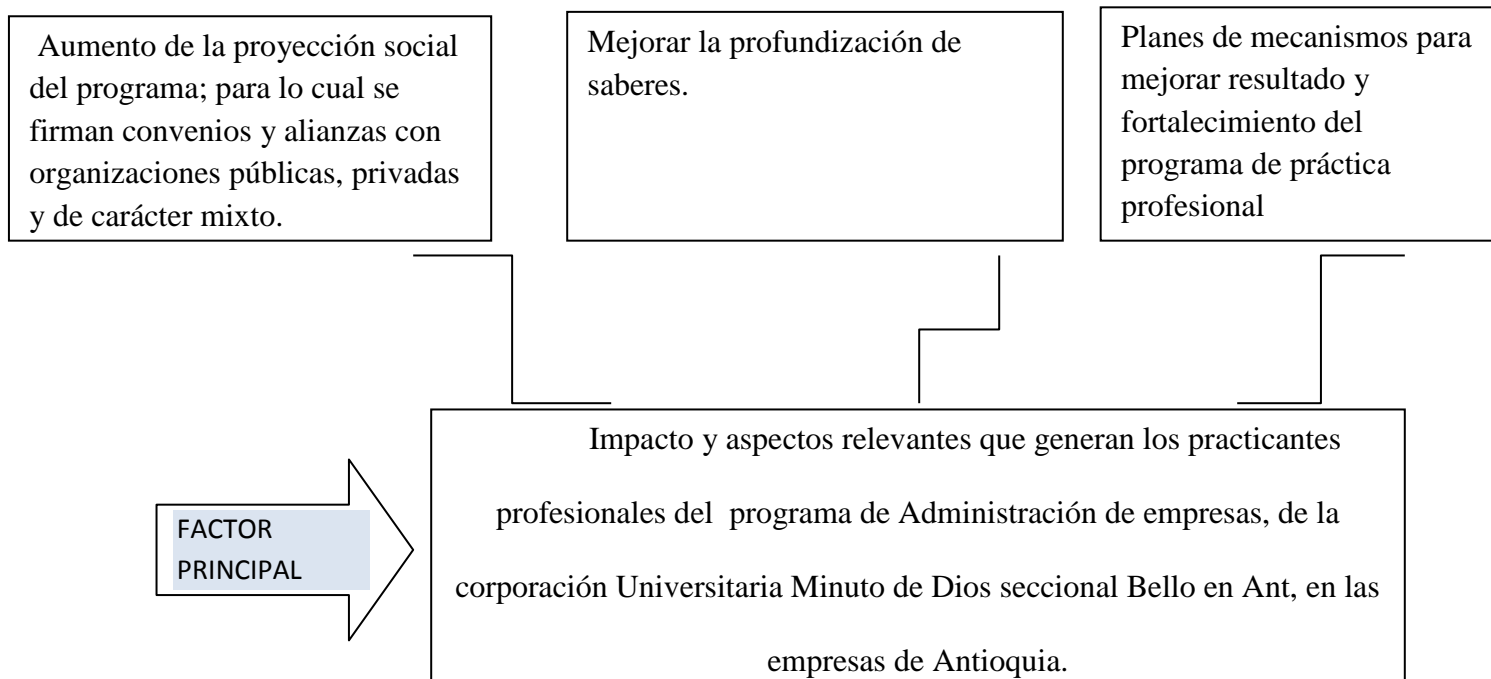 Aumento de la proyección social
del programa; para lo cual se
firman convenios y alianzas con
organizaciones públicas, privadas
y de carácter mixto.
Mejorar la profundización de
saberes.
Planes de mecanismos para
mejorar resultado y
fortalecimiento del
programa de práctica
profesional
FACTOR
PRINCIPAL
Impacto y aspectos relevantes que generan los practicantes
profesionales del programa de Administración de empresas, de la
corporación Universitaria Minuto de Dios seccional Bello en Ant, en las
empresas de Antioquia.